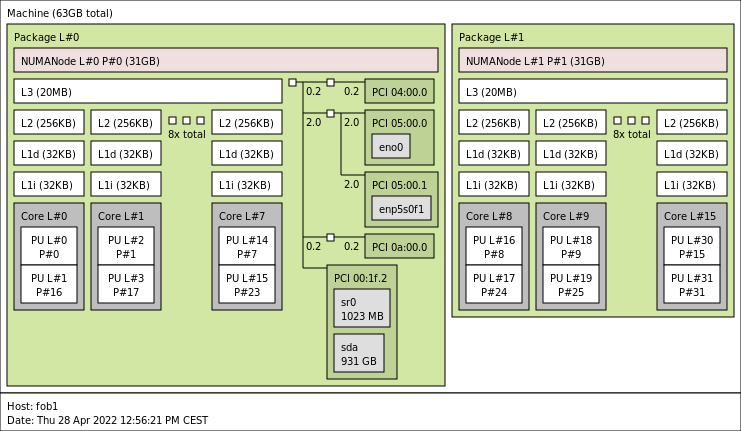 Machine (63GB total)
Package L#0
NUMANode L#0 P#0 (31GB)
L3 (20MB)
L2 (256KB)
L2 (256KB)
8x total
L2 (256KB)
L1d (32KB)
L1d (32KB)
L1d (32KB)
L1i (32KB)
L1i (32KB)
L1i (32KB)
Core L#0
PU L#0
P#0
PU L#1
P#16
Core L#1
PU L#2
P#1
PU L#3
P#17
Core L#7
PU L#14
P#7
PU L#15
P#23
0.2
0.2
PCI 04:00.0
2.0
2.0
PCI 05:00.0
eno0
2.0
PCI 05:00.1
enp5s0f1
0.2
0.2
PCI 0a:00.0
PCI 00:1f.2
sr0
1023 MB
sda
931 GB
Package L#1
NUMANode L#1 P#1 (31GB)
L3 (20MB)
L2 (256KB)
L2 (256KB)
8x total
L2 (256KB)
L1d (32KB)
L1d (32KB)
L1d (32KB)
L1i (32KB)
L1i (32KB)
L1i (32KB)
Core L#8
PU L#16
P#8
PU L#17
P#24
Core L#9
PU L#18
P#9
PU L#19
P#25
Core L#15
PU L#30
P#15
PU L#31
P#31
Host: fob1
Date: Thu 28 Apr 2022 12:56:21 PM CEST